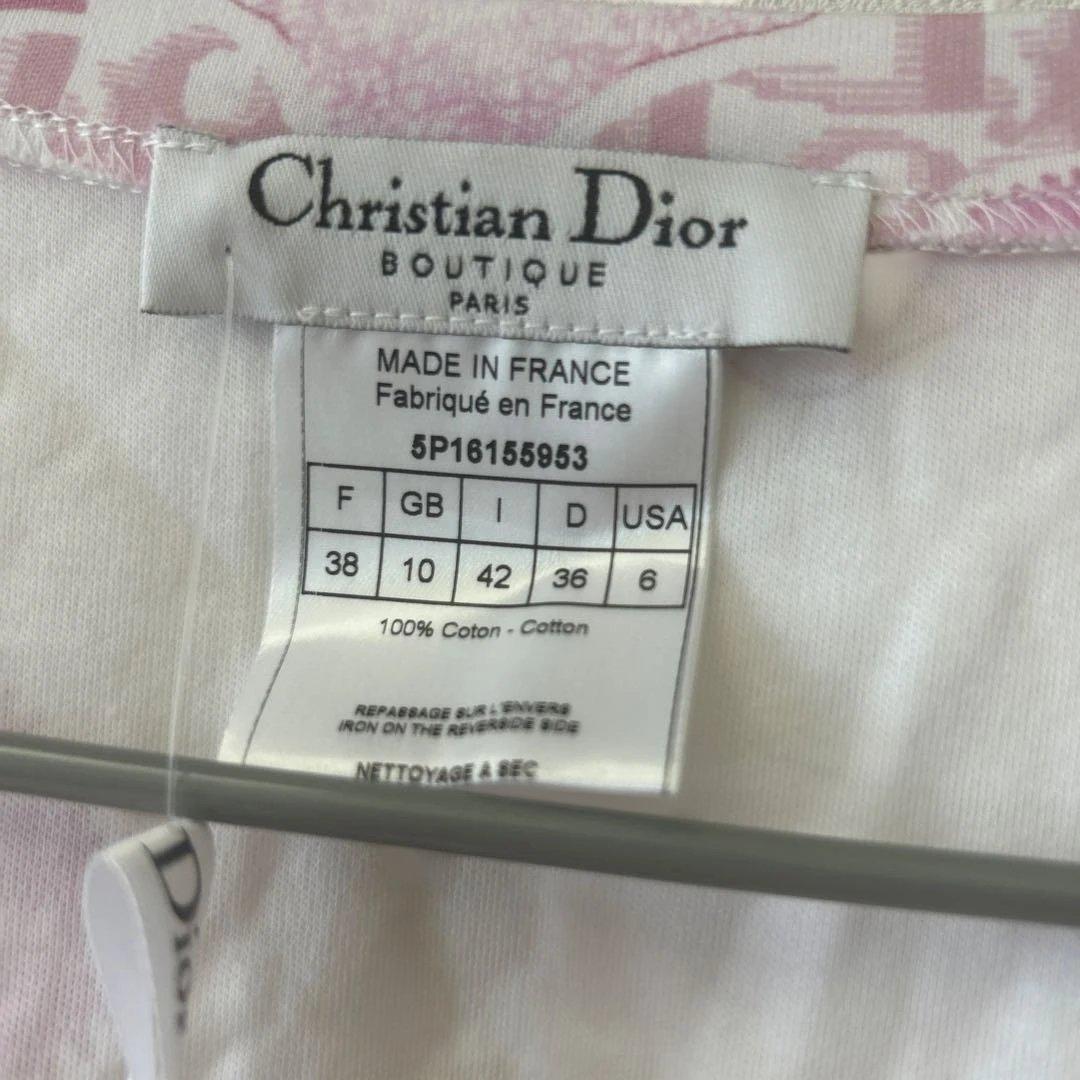 Christian Dior
BOUTIQUE
PARIS
MADE IN FRANCE
Fabriqué en France
5P16155953
F GB I D USA
38 10 42 36 6
100% Coton - Cotton
REPASSAGE SUR L'ENVERS
IRON ON THE REVERSIDE SIDE
NETTOYAGE A SEC
Dior